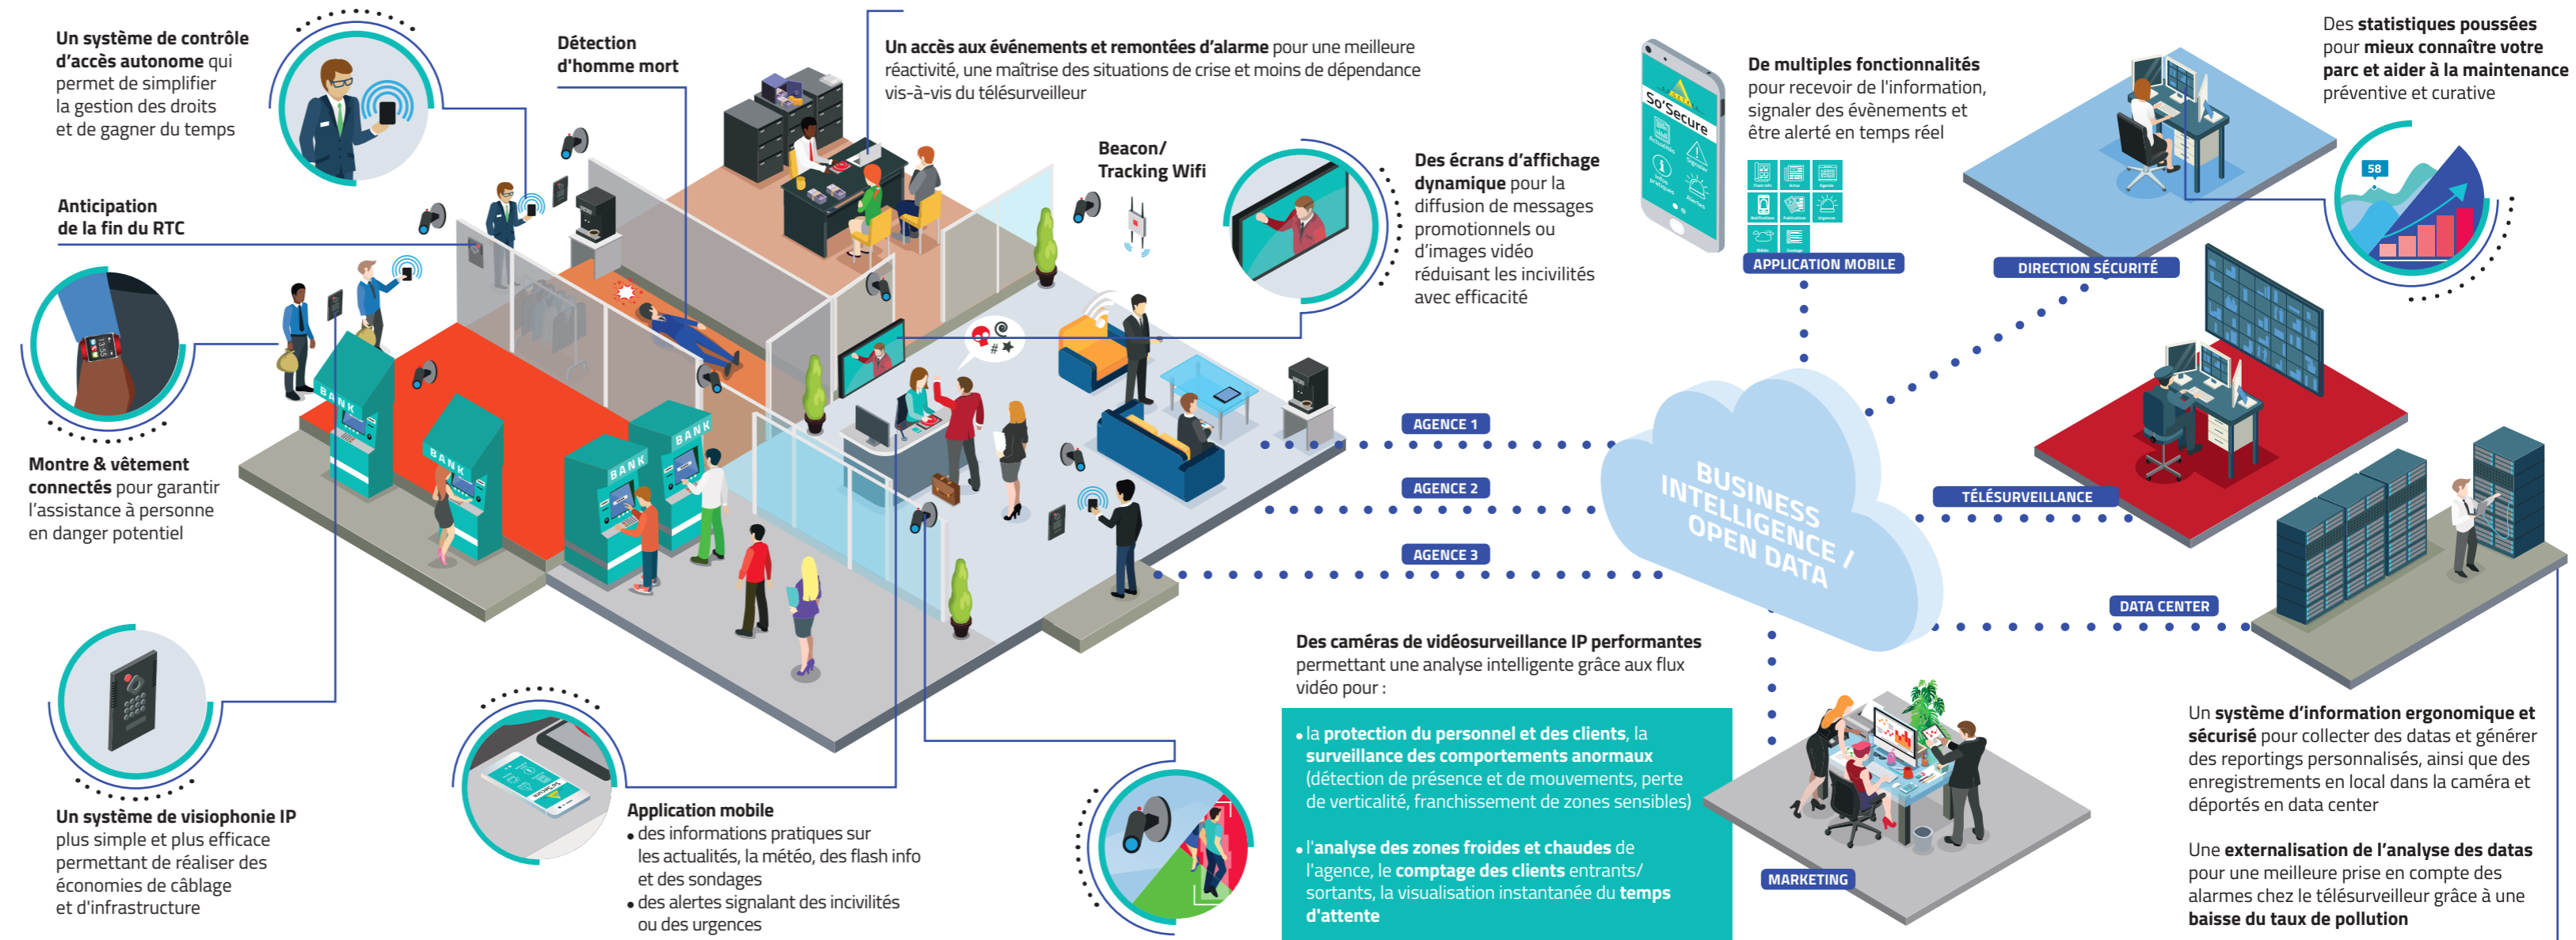 Un système de contrôle
d'accès autonome qui
permet de simplifier
la gestion des droits
et de gagner du temps
Détection
d'homme mort
Un accès aux événements et remontées d'alarme pour une meilleure
réactivité, une maîtrise des situations de crise et moins de dépendance
vis-à-vis du télésurveilleur
Beacon/
Tracking Wifi
Des écrans d'affichage
dynamique pour la
diffusion de messages
promotionnels ou
d'images vidéo
réduisant les incivilités
avec efficacité
So'Secure
Actualités
Signaler
Infos
pratiques
Alertes
De multiples fonctionnalités
pour recevoir de l'information,
signaler des évènements et
être alerté en temps réel
APPLICATION MOBILE
DIRECTION SÉCURITÉ
Des statistiques poussées
pour mieux connaître votre
parc et aider à la maintenance
préventive et curative
58
Anticipation
de la fin du RTC
13:55
Montre & vêtement
connectés pour garantir
l'assistance à personne
en danger potentiel
BANK
BANK
BANK
BANK
#
AGENCE 1
AGENCE 2
AGENCE 3
BUSINESS
INTELLIGENCE /
OPEN DATA
TÉLÉSURVEILLANCE
DATA CENTER
MARKETING
Un système de visiophonie IP
plus simple et plus efficace
permettant de réaliser des
économies de câblage
et d'infrastructure
Application mobile
• des informations pratiques sur
les actualités, la météo, des flash info
et des sondages
• des alertes signalant des incivilités
ou des urgences
Des caméras de vidéosurveillance IP performantes
permettant une analyse intelligente grâce aux flux
vidéo pour :
• la protection du personnel et des clients, la
surveillance des comportements anormaux
(détection de présence et de mouvements, perte
de verticalité, franchissement de zones sensibles)
• l'analyse des zones froides et chaudes de
l'agence, le comptage des clients entrants/
sortants, la visualisation instantanée du temps
d'attente
Un système d'information ergonomique et
sécurisé pour collecter des datas et générer
des reportings personnalisés, ainsi que des
enregistrements en local dans la caméra et
déportés en data center
Une externalisation de l'analyse des datas
pour une meilleure prise en compte des
alarmes chez le télésurveilleur grâce à une
baisse du taux de pollution